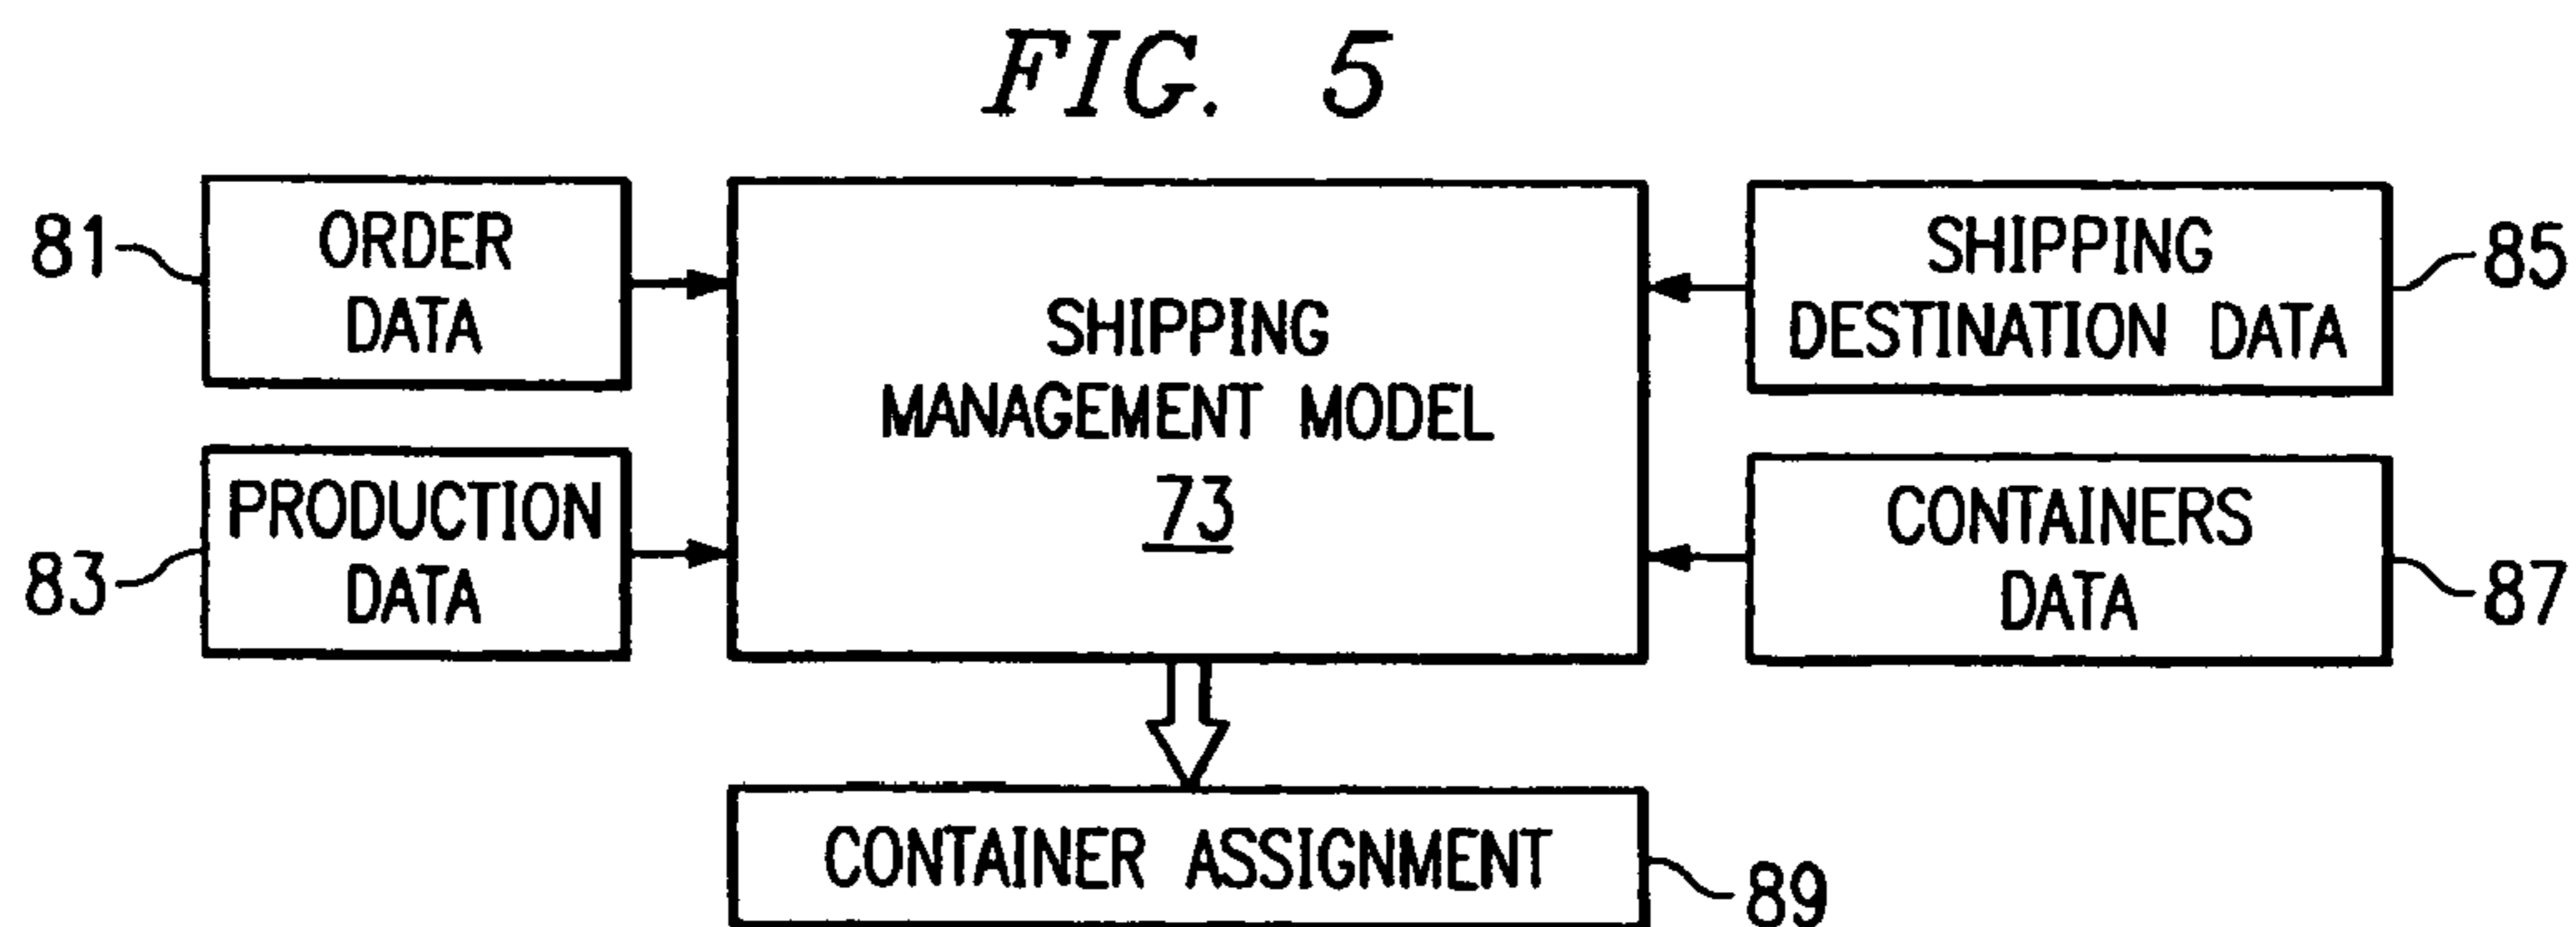 FIG. 5
81
ORDER
DATA
83
PRODUCTION
DATA
SHIPPING
MANAGEMENT MODEL
73
SHIPPING
DESTINATION DATA
85
CONTAINERS
DATA
87
CONTAINER ASSIGNMENT
89